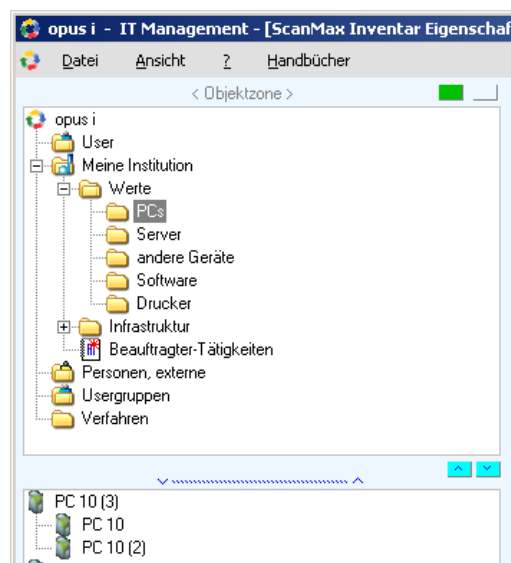 opus i - IT Management - [ScanMax Inventar Eigenschaf
Datei Ansicht ? Handbücher
< Objektzone >
opus i
User
Meine Institution
Werte
PCs
Server
andere Geräte
Software
Drucker
Infrastruktur
Beauftragter-Tätigkeiten
Personen, externe
Usergruppen
Verfahren
PC 10 (3)
PC 10
PC 10 (2)